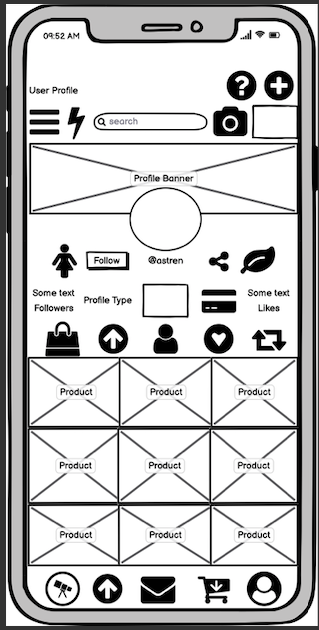 09:52 AM
User Profile
?
search
Profile Banner
Follow
@astren
Some text
Followers
Profile Type
Some text
Likes
Product
Product
Product
Product
Product
Product
Product
Product
Product